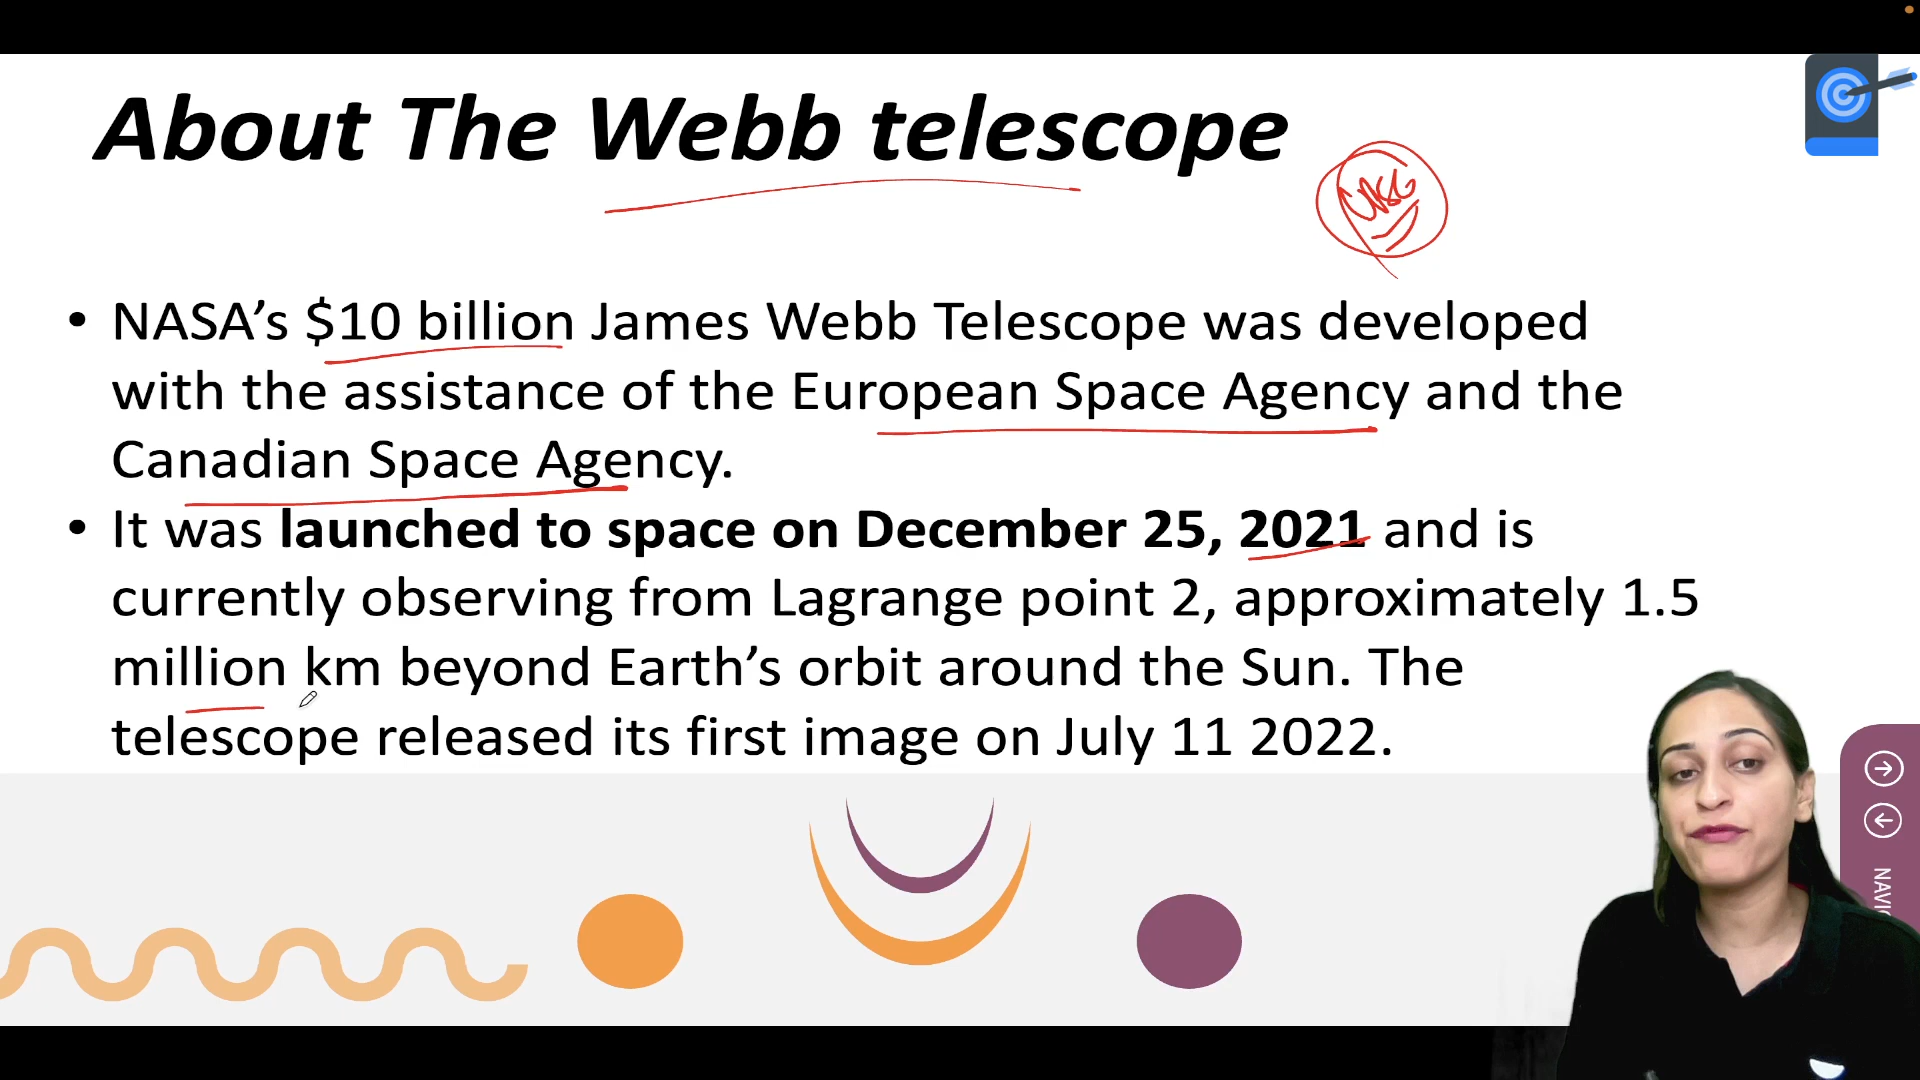 About The Webb telescope
• NASA’s $10 billion James Webb Telescope was developed
with the assistance of the European Space Agency and the
Canadian Space Agency.
• It was launched to space on December 25, 2021 and is
currently observing from Lagrange point 2, approximately 1.5
million km beyond Earth’s orbit around the Sun. The
telescope released its first image on July 11 2022.